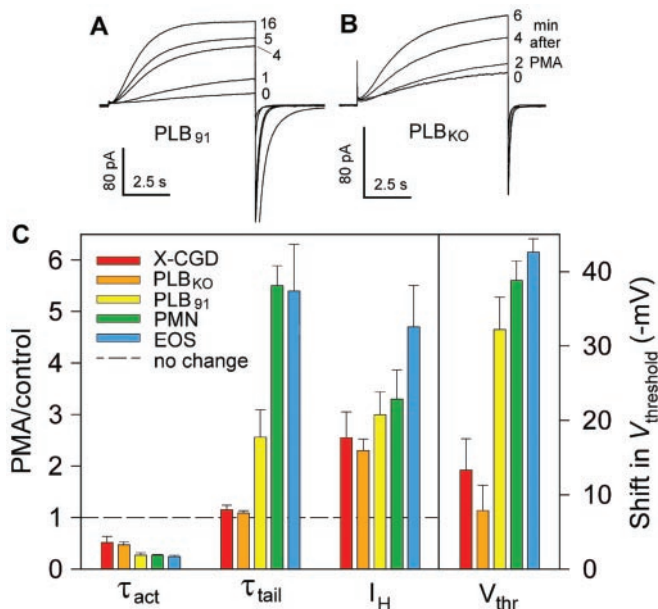 A
16
5
4
1
0
PLB91
80 pA
2.5 s
B
6 min
4 after
2 PMA
0
PLBKO
80 pA
2.5 s
C
X-CGD
PLBKO
PLB91
PMN
EOS
no change
PMA/control
6
5
4
3
2
1
0
τact
τtail
IH
Vthr
40
30
20
10
0
Shift in Vthreshold (-mV)